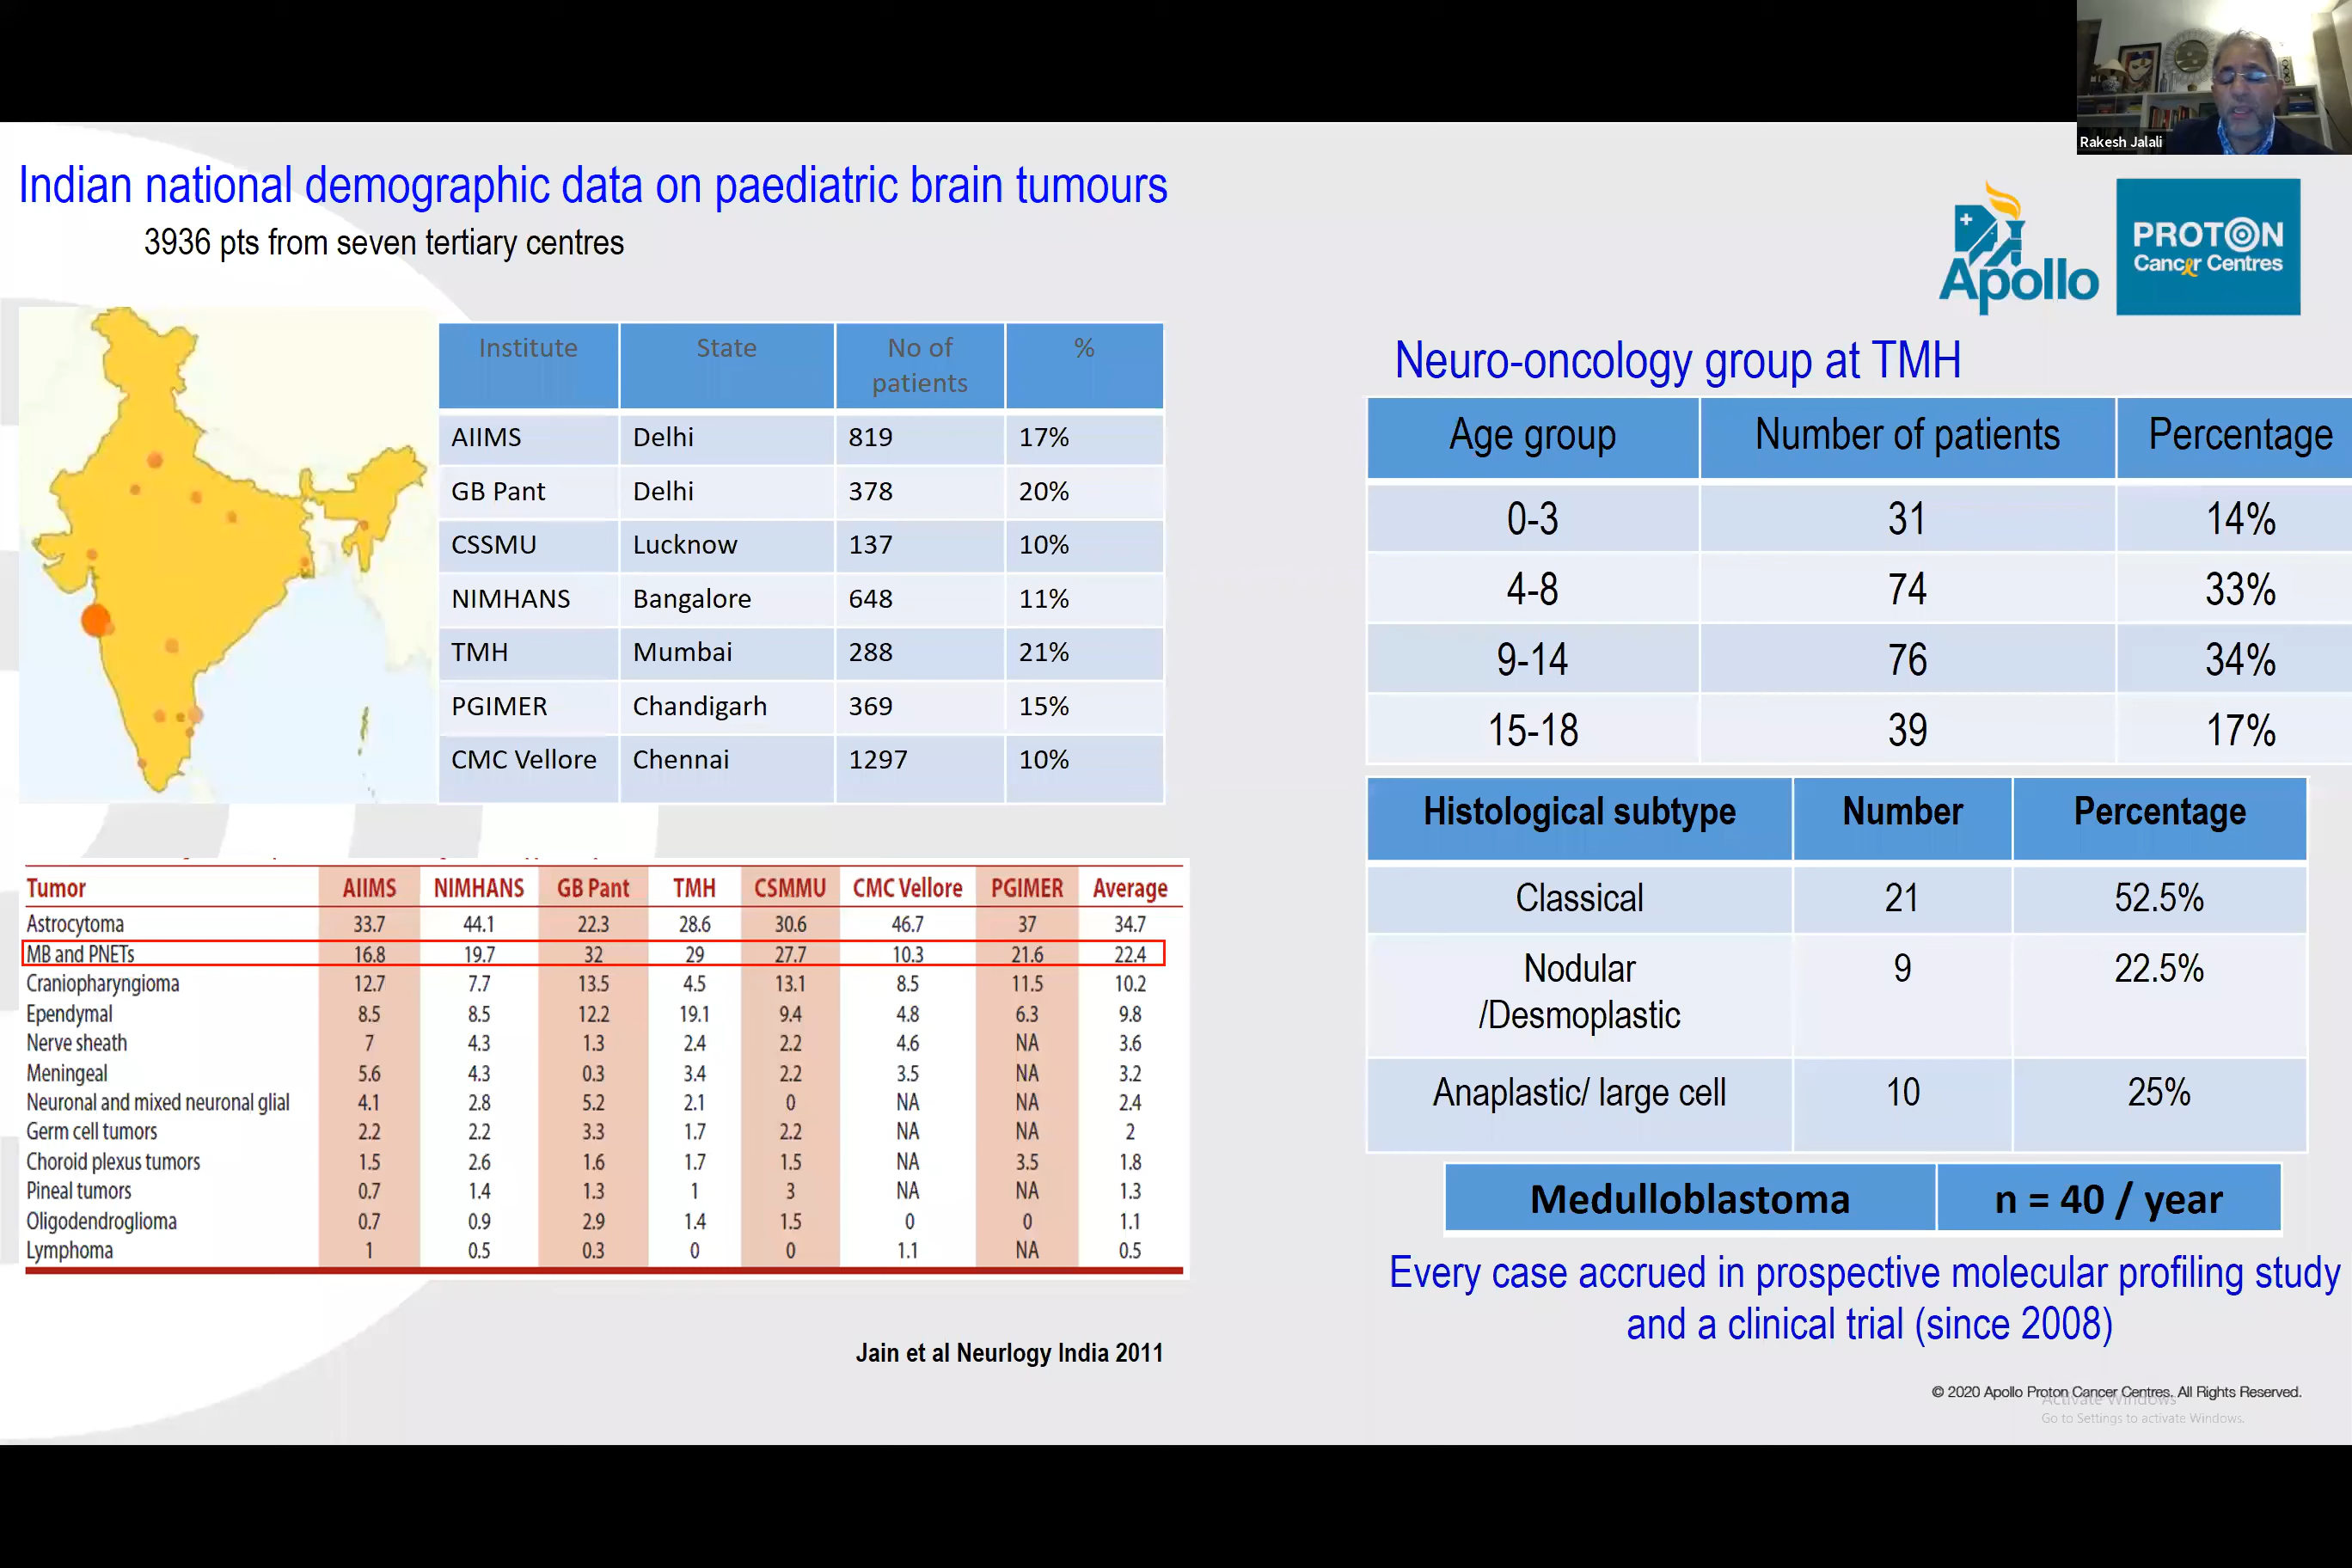 Rakesh Jalali
Indian national demographic data on paediatric brain tumours
3936 pts from seven tertiary centres
Apollo
PROTON
Cancer Centres
Institute State No of patients %
AIIMS Delhi 819 17%
GB Pant Delhi 378 20%
CSSMU Lucknow 137 10%
NIMHANS Bangalore 648 11%
TMH Mumbai 288 21%
PGIMER Chandigarh 369 15%
CMC Vellore Chennai 1297 10%
Tumor AIIMS NIMHANS GB Pant TMH CSMMU CMC Vellore PGIMER Average
Astrocytoma 33.7 44.1 22.3 28.6 30.6 46.7 37 34.7
MB and PNETs 16.8 19.7 32 29 27.7 10.3 21.6 22.4
Craniopharyngioma 12.7 7.7 13.5 4.5 13.1 8.5 11.5 10.2
Ependymal 8.5 8.5 12.2 19.1 9.4 4.8 6.3 9.8
Nerve sheath 7 4.3 1.3 2.4 2.2 4.6 NA 3.6
Meningeal 5.6 4.3 0.3 3.4 2.2 3.5 NA 3.2
Neuronal and mixed neuronal glial 4.1 2.8 5.2 2.1 0 NA NA 2.4
Germ cell tumors 2.2 2.2 3.3 1.7 2.2 NA NA 2
Choroid plexus tumors 1.5 2.6 1.6 1.7 1.5 NA 3.5 1.8
Pineal tumors 0.7 1.4 1.3 1 3 NA NA 1.3
Oligodendroglioma 0.7 0.9 2.9 1.4 1.5 0 0 1.1
Lymphoma 1 0.5 0.3 0 0 1.1 NA 0.5
Jain et al Neurlogy India 2011
Neuro-oncology group at TMH
Age group Number of patients Percentage
0-3 31 14%
4-8 74 33%
9-14 76 34%
15-18 39 17%
Histological subtype Number Percentage
Classical 21 52.5%
Nodular 9 22.5%
/Desmoplastic
Anaplastic/ large cell 10 25%
Medulloblastoma n = 40 / year
Every case accrued in prospective molecular profiling study
and a clinical trial (since 2008)
© 2020 Apollo Proton Cancer Centres. All Rights Reserved.
Activate Windows
Go to Settings to activate Windows.